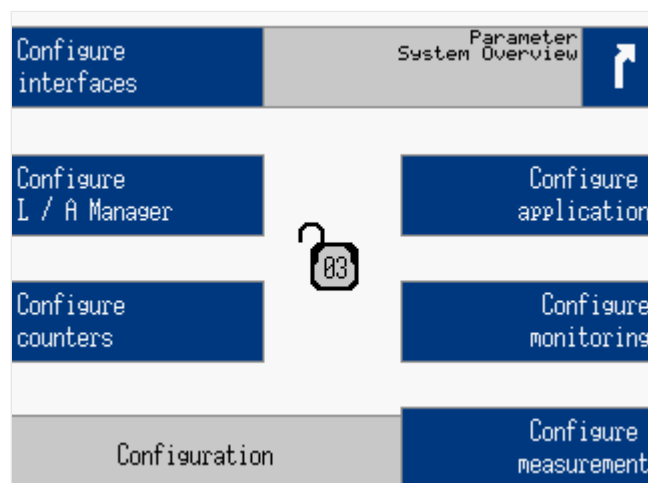 Configure
interfaces
Parameter
System Overview
Configure
L / A Manager
Configure
application
03
Configure
counters
Configure
monitoring
Configuration
Configure
measurement